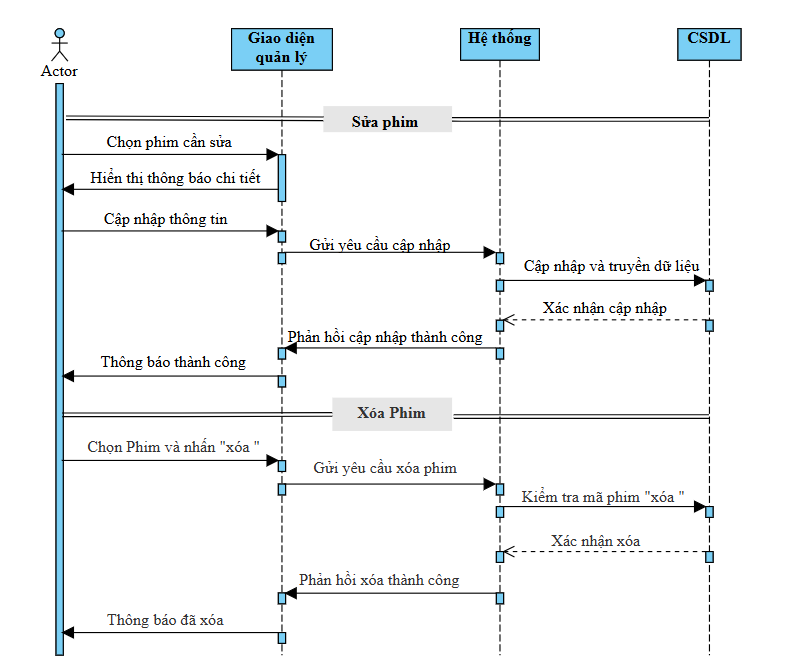 Giao diện
quản lý
Hệ thống
CSDL
Actor
Sửa phim
Chọn phim cần sửa
Hiển thị thông báo chi tiết
Cập nhập thông tin
Gửi yêu cầu cập nhập
Cập nhập và truyền dữ liệu
Xác nhận cập nhập
Phản hồi cập nhập thành công
Thông báo thành công
Xóa Phim
Chọn Phim và nhấn "xóa "
Gửi yêu cầu xóa phim
Kiểm tra mã phim "xóa "
Xác nhận xóa
Phản hồi xóa thành công
Thông báo đã xóa